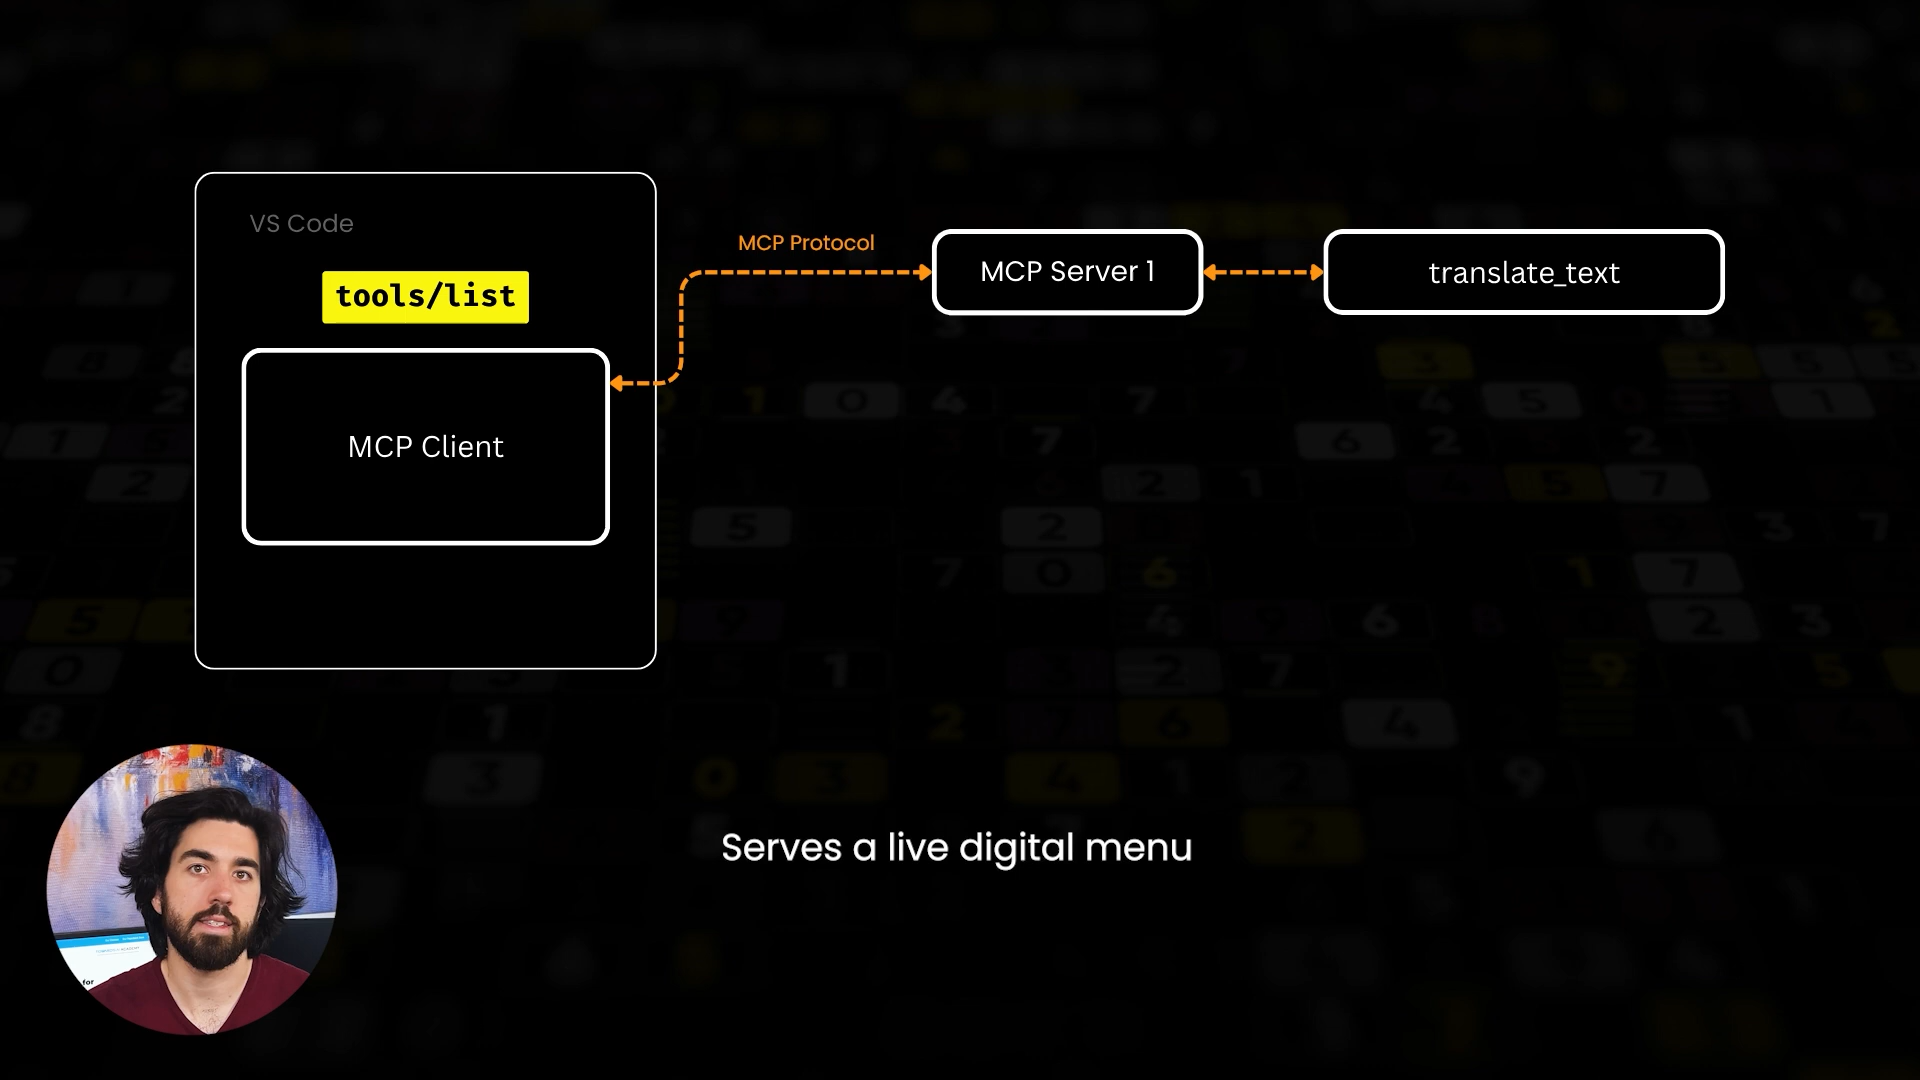 VS Code
tools/list
MCP Client
MCP Protocol
MCP Server 1
translate_text
Serves a live digital menu